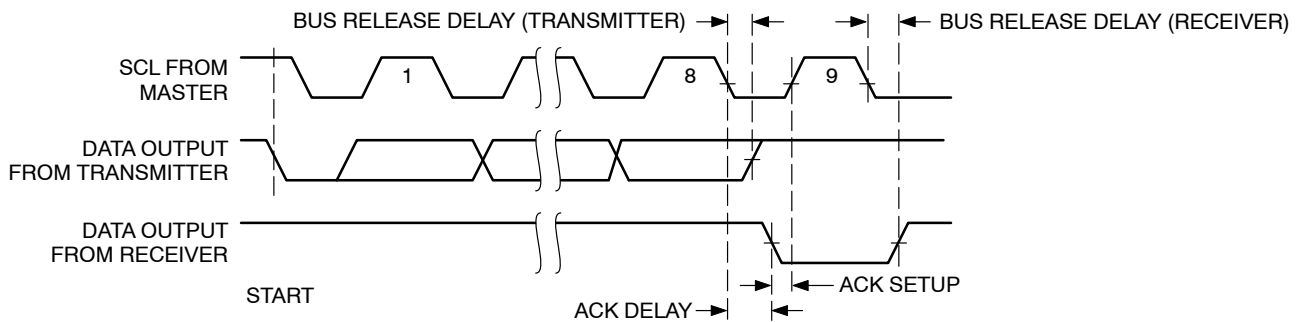 BUS RELEASE DELAY (TRANSMITTER)
BUS RELEASE DELAY (RECEIVER)
SCL FROM
MASTER
1
8
9
DATA OUTPUT
FROM TRANSMITTER
DATA OUTPUT
FROM RECEIVER
START
ACK SETUP
ACK DELAY